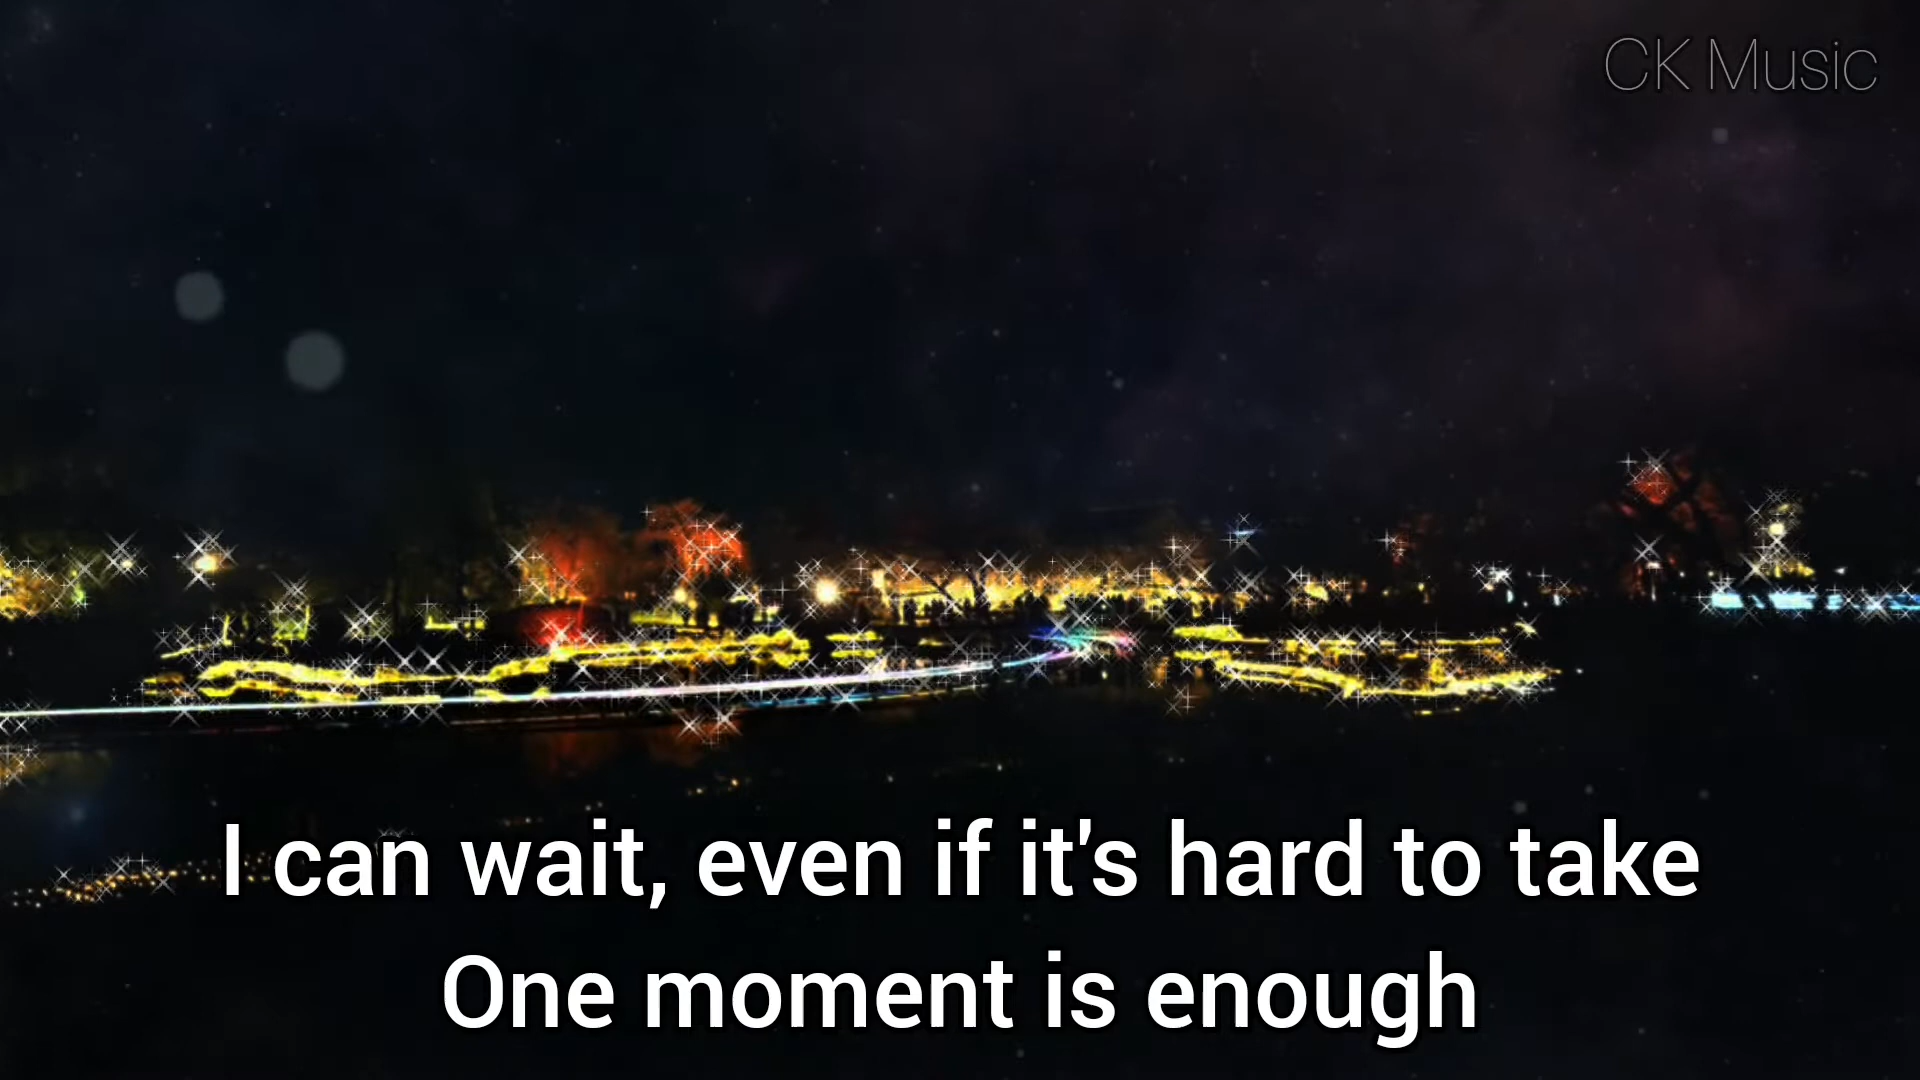 CK Music
I can wait, even if it's hard to take
One moment is enough